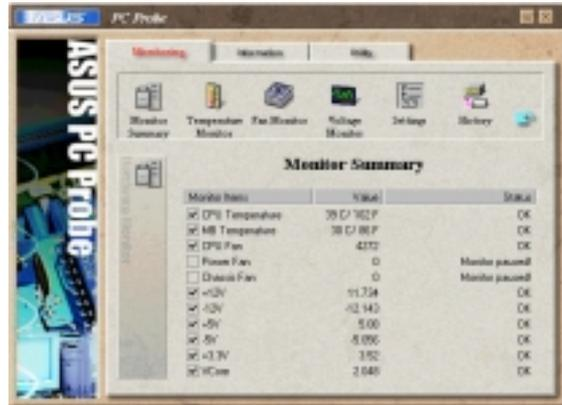 ASUS PC Probe
Monitoring Information Utility
ASUS PC Probe
Monitor Summary
Temperature Monitor
Fan Monitor
Voltage Monitor
Settings
History
Monitor Summary
Monitor Items Value Status
CPU Temperature 39 C/ 102 F OK
MB Temperature 30 C/ 86 F OK
CPU Fan 4272 OK
Power Fan 0 Monitor paused!
Chassis Fan 0 Monitor paused!
+12V 11.734 OK
-12V -12.143 OK
+5V 5.00 OK
-5V -5.096 OK
+3.3V 3.52 OK
VCore 2.048 OK